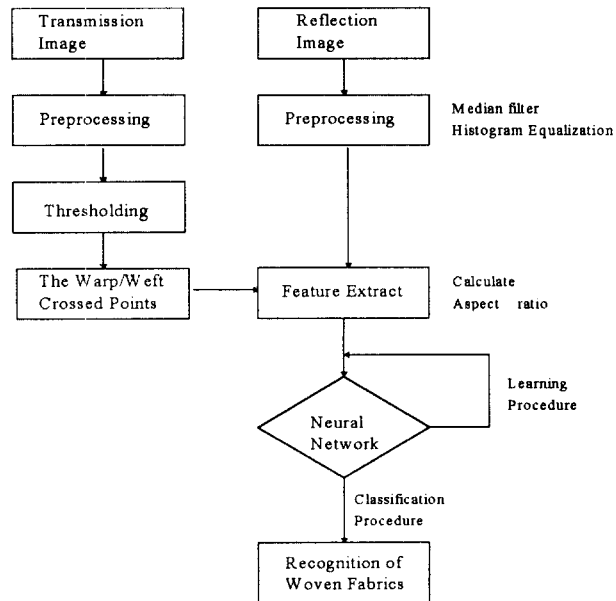 Transmission
Image
Reflection
Image
Preprocessing
Preprocessing
Median filter
Histogram Equalization
Thresholding
The Warp/Weft
Crossed Points
Feature Extract
Calculate
Aspect ratio
Learning
Procedure
Neural
Network
Classification
Procedure
Recognition of
Woven Fabrics